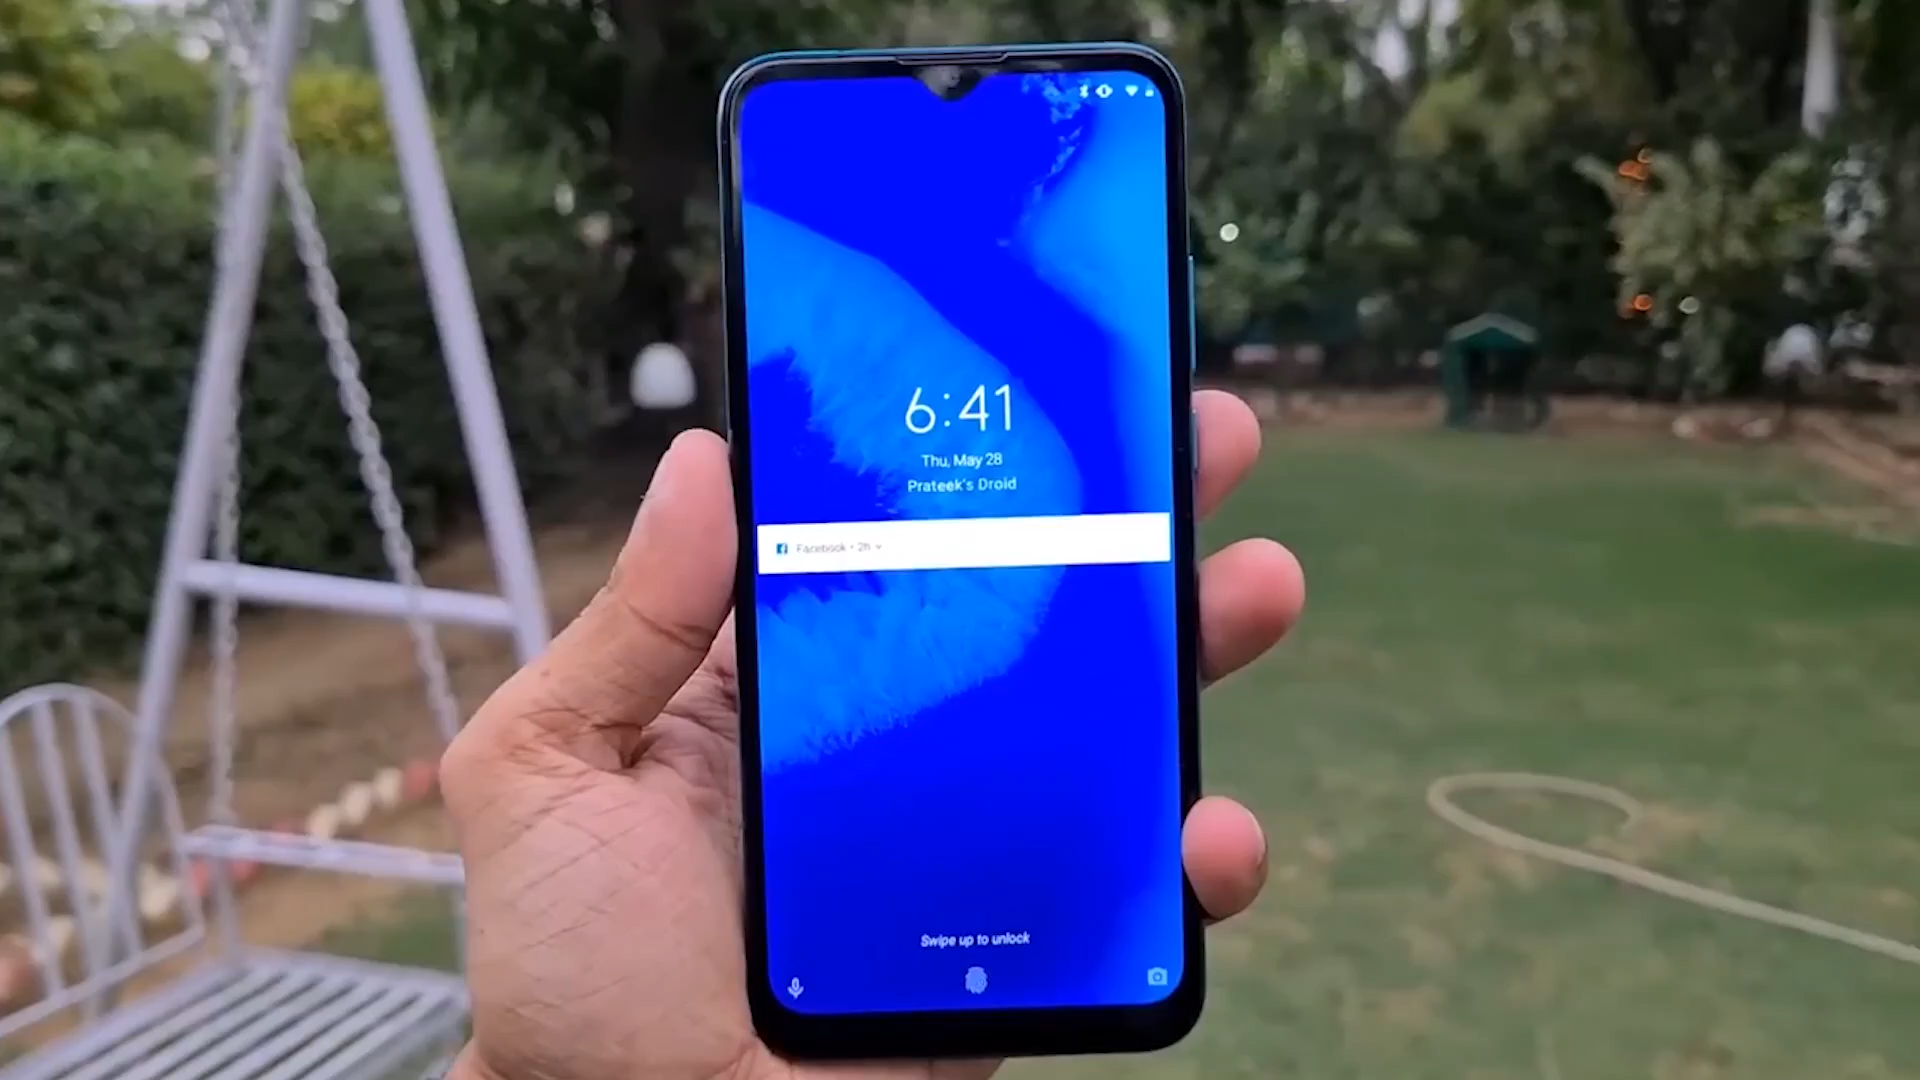 6:41
Thu, May 28
Prateek's Droid
Facebook • 2h
Swipe up to unlock